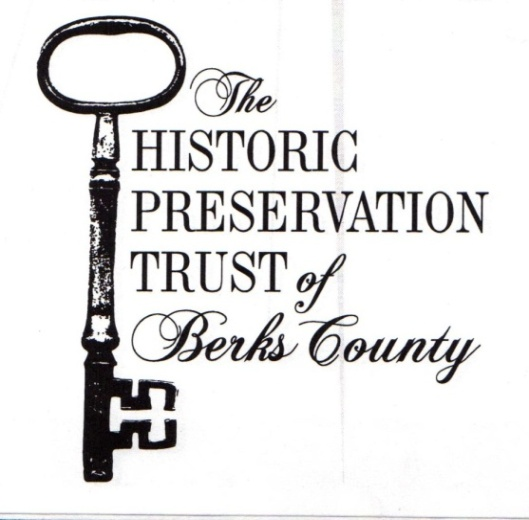 The
HISTORIC
PRESERVATION
TRUST of
Berks County